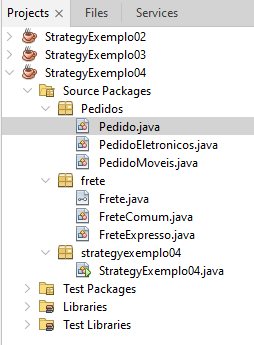 Projects × Files Services
StrategyExemplo02
StrategyExemplo03
StrategyExemplo04
Source Packages
Pedidos
Pedido.java
PedidoEletronicos.java
PedidoMoveis.java
frete
Frete.java
FreteComum.java
FreteExpresso.java
strategyexemplo04
StrategyExemplo04.java
Test Packages
Libraries
Test Libraries